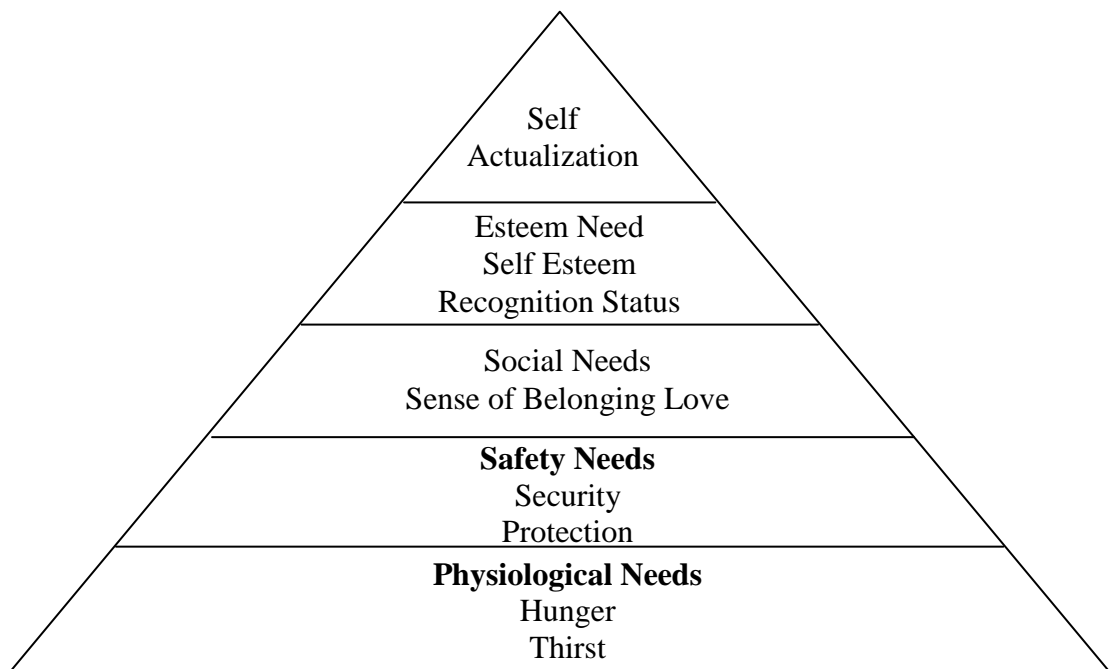 Self
Actualization
Esteem Need
Self Esteem
Recognition Status
Social Needs
Sense of Belonging Love
Safety Needs
Security
Protection
Physiological Needs
Hunger
Thirst